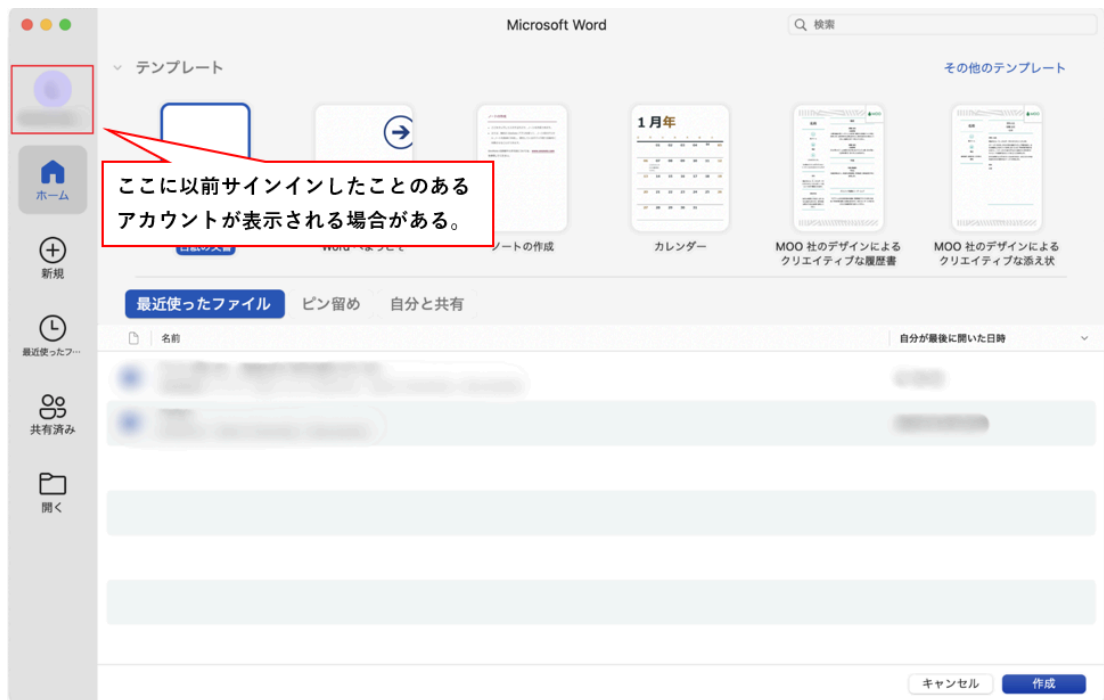 Microsoft Word
検索
テンプレート
その他のテンプレート
1月年
ここに以前サインインしたことのある
アカウントが表示される場合がある。
ノートの作成
カレンダー
MOO 社のデザインによる
クリエイティブな履歴書
MOO 社のデザインによる
クリエイティブな添え状
ホーム
新規
最近使ったフ…
共有済み
開く
最近使ったファイル
ピン留め
自分と共有
名前
自分が最後に開いた日時
キャンセル
作成